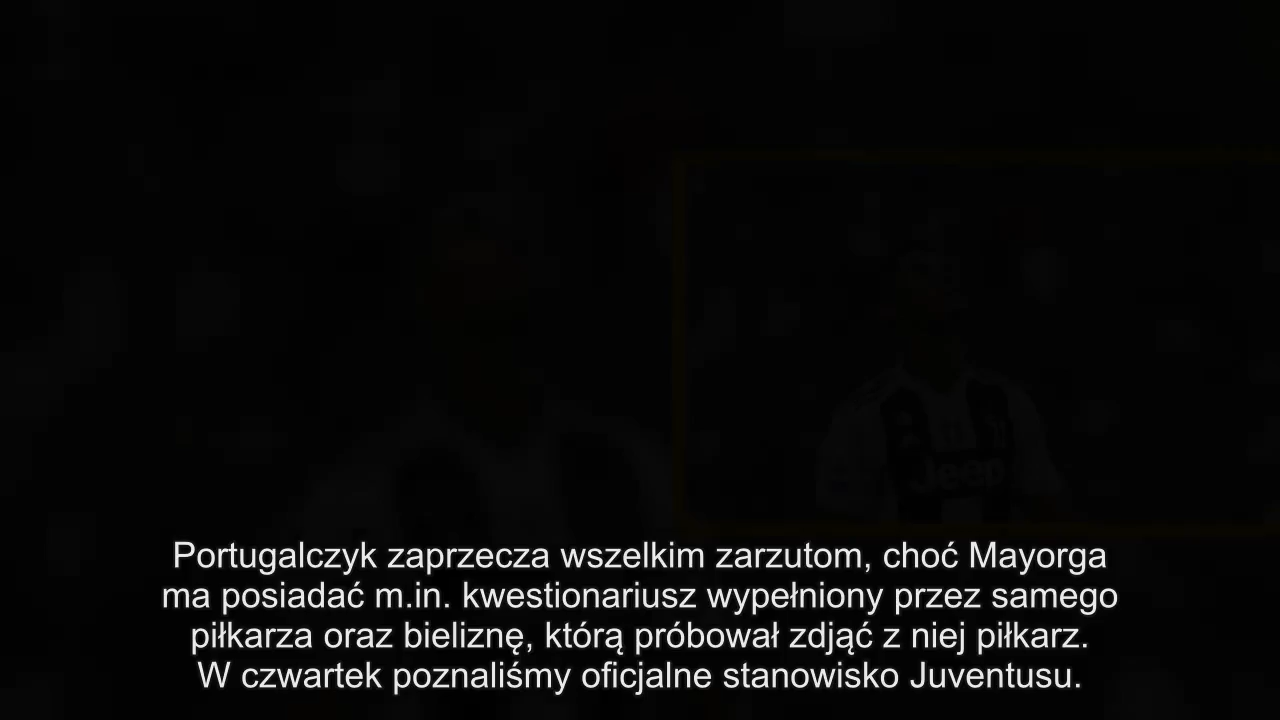 Jeep
Portugalczyk zaprzecza wszelkim zarzutom, choć Mayorga
ma posiadać m.in. kwestionariusz wypełniony przez samego
piłkarza oraz bieliznę, którą próbował zdjąć z niej piłkarz.
W czwartek poznaliśmy oficjalne stanowisko Juventusu.